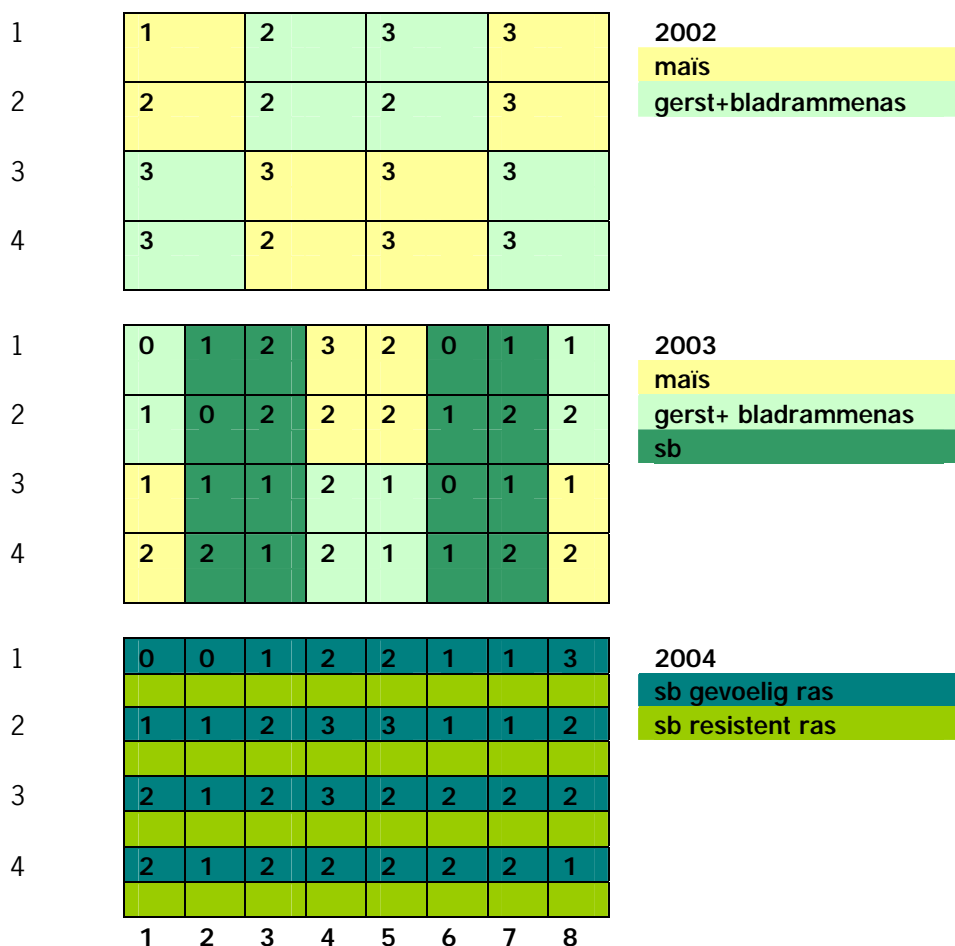 1 1 2 3 3 2002
maïs
2 2 2 2 3 gerst+bladrammenas
3 3 3 3 3
4 3 2 3 3
1 0 1 2 3 2 0 1 1 2003
maïs
2 1 0 2 2 2 1 2 2 gerst+ bladrammenas
sb
3 1 1 1 2 1 0 1 1
4 2 2 1 2 1 1 2 2
1 0 0 1 2 2 1 1 3 2004
sb gevoelig ras
2 1 1 2 3 3 1 1 2 sb resistent ras
3 2 1 2 3 2 2 2 2
4 2 1 2 2 2 2 2 1
1 2 3 4 5 6 7 8